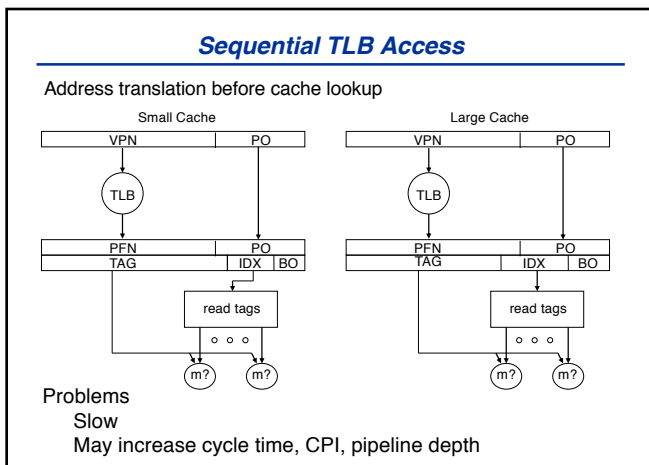 Sequential TLB Access
Address translation before cache lookup
Small Cache
VPN PO
TLB
PFN PO
TAG IDX BO
read tags
m? m?
Large Cache
VPN PO
TLB
PFN PO
TAG IDX BO
read tags
m? m?
Problems
Slow
May increase cycle time, CPI, pipeline depth